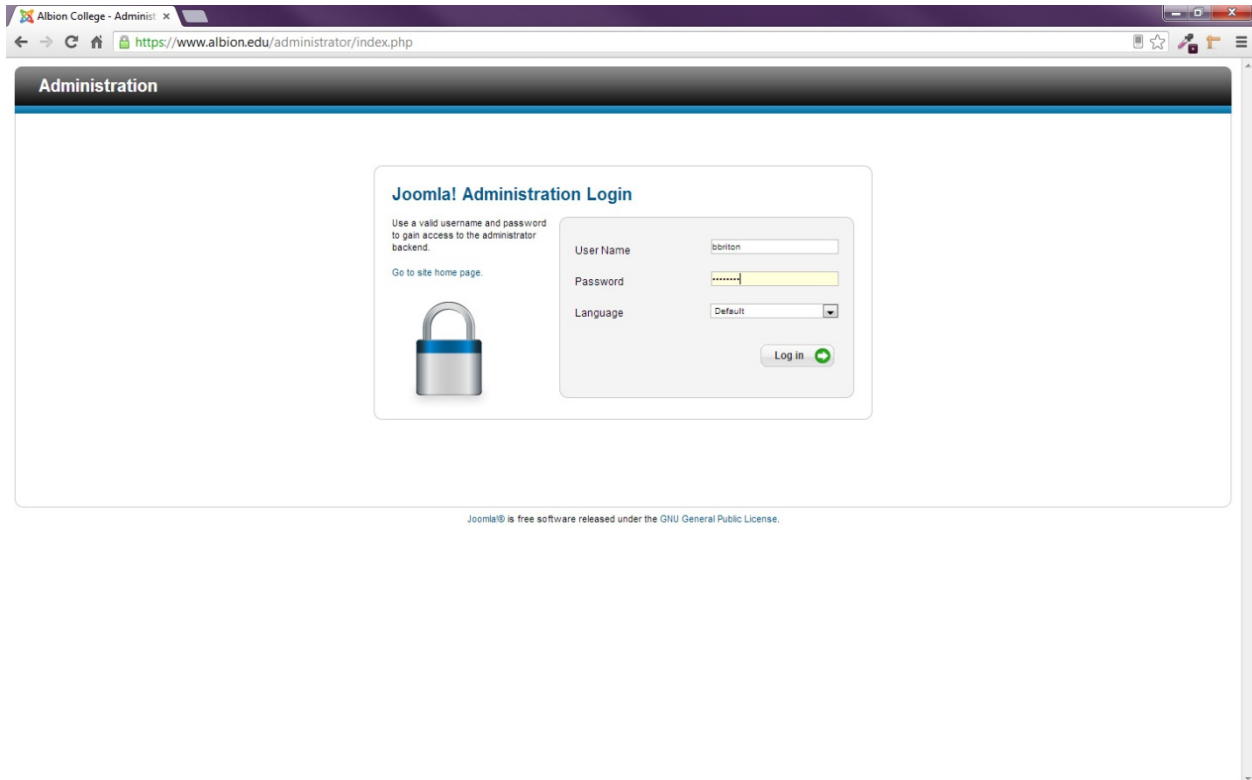 Albion College - Administ
https://www.albion.edu/administrator/index.php
Administration
Joomla! Administration Login
Use a valid username and password
to gain access to the administrator
backend.
Go to site home page.
User Name
bbriton
Password
Language
Default
Log in
Joomla!® is free software released under the GNU General Public License.